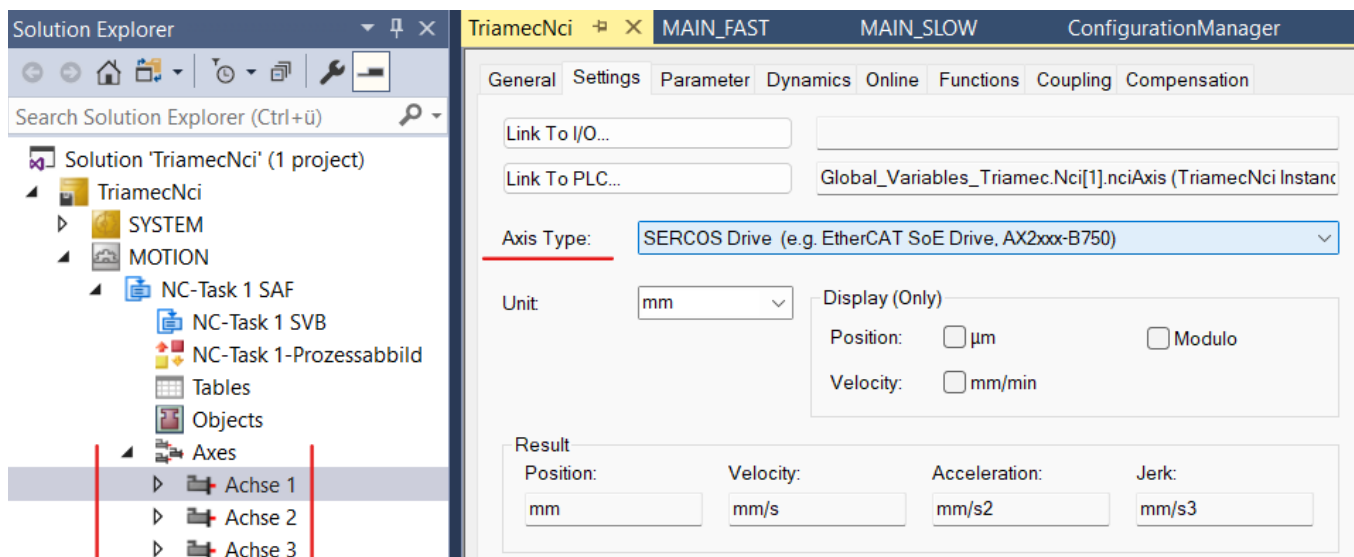 Solution Explorer
Search Solution Explorer (Ctrl+ü)
Solution 'TriamecNci' (1 project)
TriamecNci
SYSTEM
MOTION
NC-Task 1 SAF
NC-Task 1 SVB
NC-Task 1-Prozessabbild
Tables
Objects
Axes
Achse 1
Achse 2
Achse 3
TriamecNci MAIN_FAST MAIN_SLOW ConfigurationManager
General Settings Parameter Dynamics Online Functions Coupling Compensation
Link To I/O...
Link To PLC... Global_Variables_Triamec.Nci[1].nciAxis (TriamecNci Instanc
Axis Type: SERCOS Drive (e.g. EtherCAT SoE Drive, AX2xxx-B750)
Unit: mm Display (Only)
Position: µm Modulo
Velocity: mm/min
Result
Position: Velocity: Acceleration: Jerk:
mm mm/s mm/s2 mm/s3